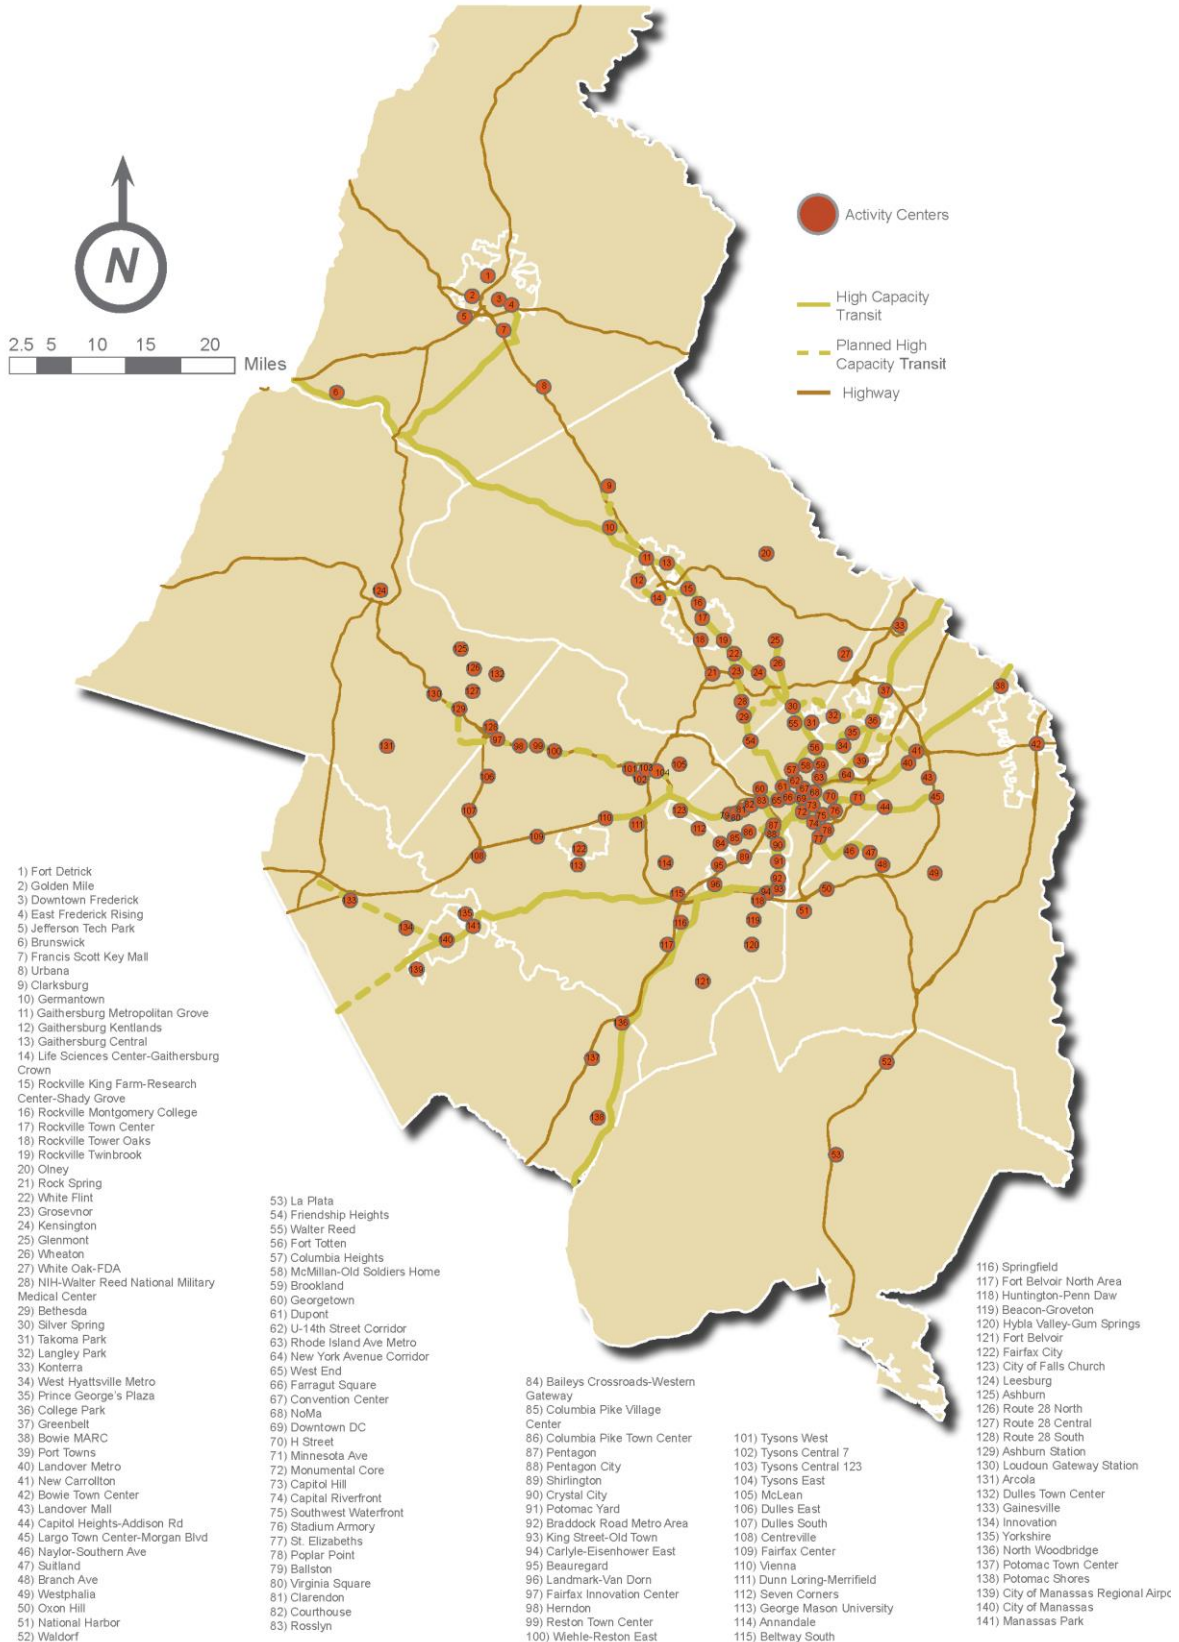 N
2.5 5 10 15 20
Miles
Activity Centers
High Capacity
Transit
Planned High
Capacity Transit
Highway
1) Fort Detrick
2) Golden Mile
3) Downtown Frederick
4) East Frederick Rising
5) Jefferson Tech Park
6) Brunswick
7) Francis Scott Key Mall
8) Urbana
9) Clarksburg
10) Germantown
11) Gaithersburg Metropolitan Grove
12) Gaithersburg Kentlands
13) Gaithersburg Central
14) Life Sciences Center-Gaithersburg
Crown
15) Rockville King Farm-Research
Center-Shady Grove
16) Rockville Montgomery College
17) Rockville Town Center
18) Rockville Tower Oaks
19) Rockville Twinbrook
20) Olney
21) Rock Spring
22) White Flint
23) Grosevnor
24) Kensington
25) Glenmont
26) Wheaton
27) White Oak-FDA
28) NIH-Walter Reed National Military
Medical Center
29) Bethesda
30) Silver Spring
31) Takoma Park
32) Langley Park
33) Konterra
34) West Hyattsville Metro
35) Prince George's Plaza
36) College Park
37) Greenbelt
38) Bowie MARC
39) Port Towns
40) Landover Metro
41) New Carrollton
42) Bowie Town Center
43) Landover Mall
44) Capitol Heights-Addison Rd
45) Largo Town Center-Morgan Blvd
46) Naylor-Southern Ave
47) Suitland
48) Branch Ave
49) Westphalia
50) Oxon Hill
51) National Harbor
52) Waldorf
53) La Plata
54) Friendship Heights
55) Walter Reed
56) Fort Totten
57) Columbia Heights
58) McMillan-Old Soldiers Home
59) Brookland
60) Georgetown
61) Dupont
62) U-14th Street Corridor
63) Rhode Island Ave Metro
64) New York Avenue Corridor
65) West End
66) Farragut Square
67) Convention Center
68) NoMa
69) Downtown DC
70) H Street
71) Minnesota Ave
72) Monumental Core
73) Capitol Hill
74) Capital Riverfront
75) Southwest Waterfront
76) Stadium Armory
77) St. Elizabeths
78) Poplar Point
79) Ballston
80) Virginia Square
81) Clarendon
82) Courthouse
83) Rosslyn
84) Baileys Crossroads-Western
Gateway
85) Columbia Pike Village
Center
86) Columbia Pike Town Center
87) Pentagon
88) Pentagon City
89) Shirlington
90) Crystal City
91) Potomac Yard
92) Braddock Road Metro Area
93) King Street-Old Town
94) Carlyle-Eisenhower East
95) Beauregard
96) Landmark-Van Dorn
97) Fairfax Innovation Center
98) Herndon
99) Reston Town Center
100) Wiehle-Reston East
101) Tysons West
102) Tysons Central 7
103) Tysons Central 123
104) Tysons East
105) McLean
106) Dulles East
107) Dulles South
108) Centreville
109) Fairfax Center
110) Vienna
111) Dunn Loring-Merrifield
112) Seven Corners
113) George Mason University
114) Annandale
115) Beltway South
116) Springfield
117) Fort Belvoir North Area
118) Huntington-Penn Daw
119) Beacon-Groveton
120) Hybla Valley-Gum Springs
121) Fort Belvoir
122) Fairfax City
123) City of Falls Church
124) Leesburg
125) Ashburn
126) Route 28 North
127) Route 28 Central
128) Route 28 South
129) Ashburn Station
130) Loudoun Gateway Station
131) Arcola
132) Dulles Town Center
133) Gainesville
134) Innovation
135) Yorkshire
136) North Woodbridge
137) Potomac Town Center
138) Potomac Shores
139) City of Manassas Regional Airpo
140) City of Manassas
141) Manassas Park